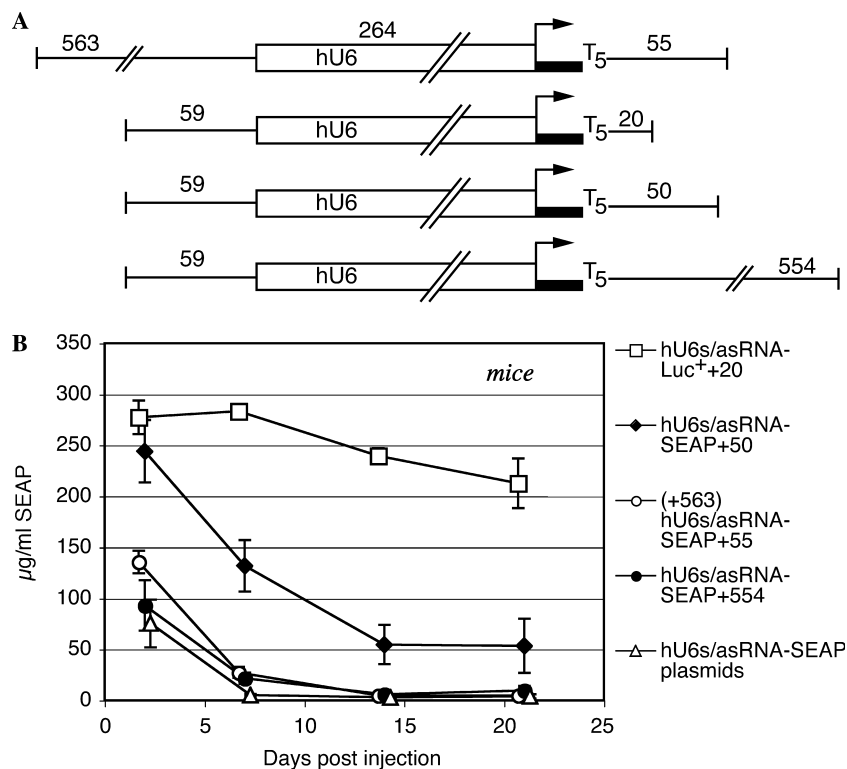 A
563
264
55
hU6
T5
59
20
hU6
T5
59
50
hU6
T5
59
554
hU6
T5
B
350
300
250
200
150
100
50
0
µg/ml SEAP
mice
0
5
10
15
20
25
Days post injection
hU6s/asRNA-
Luc++20
hU6s/asRNA-
SEAP+50
(+563)
hU6s/asRNA-
SEAP+55
hU6s/asRNA-
SEAP+554
hU6s/asRNA-SEAP
plasmids